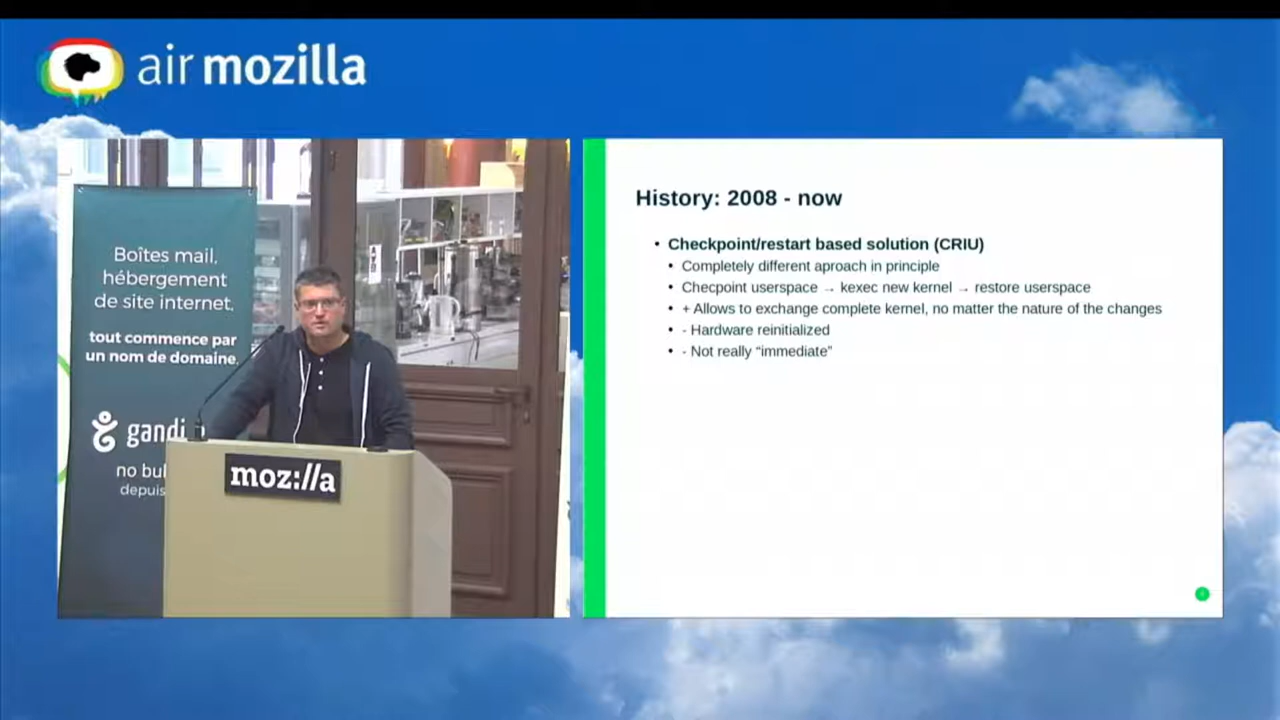 air mozilla
Boîtes mail,
hébergement
de site internet,
tout commence par
un nom de domaine.
gandi
no bul
depuis
moz://a
History: 2008 - now
• Checkpoint/restart based solution (CRIU)
• Completely different aproach in principle
• Checpoint userspace → kexec new kernel → restore userspace
• + Allows to exchange complete kernel, no matter the nature of the changes
• - Hardware reinitialized
• - Not really “immediate”